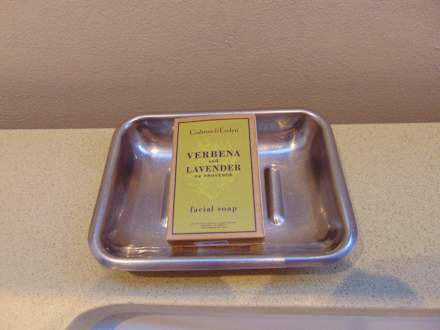 Crabtree & Evelyn
VERBENA
and
LAVENDER
DE PROVENCE
facial soap